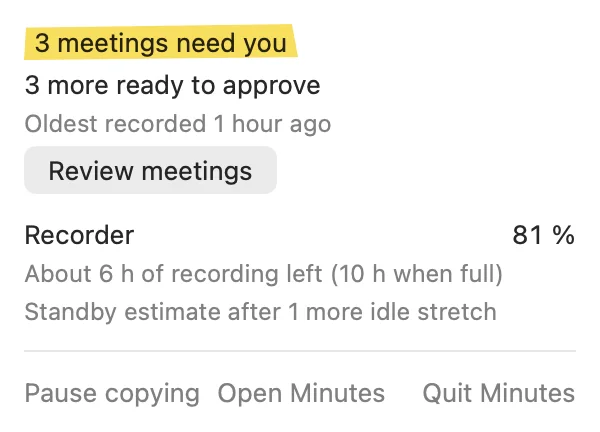 3 meetings need you
3 more ready to approve
Oldest recorded 1 hour ago
Review meetings
Recorder 81 %
About 6 h of recording left (10 h when full)
Standby estimate after 1 more idle stretch
Pause copying Open Minutes Quit Minutes